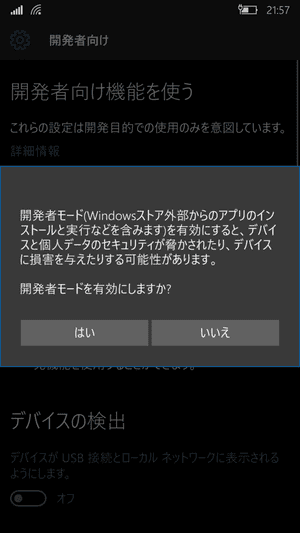 21:57
開発者向け
開発者向け機能を使う
これらの設定は開発目的での使用のみを意図しています。
詳細情報
開発者モード(Windowsストア外部からのアプリのイン
ストールと実行などを含みます)を有効にすると、デバイ
スと個人データのセキュリティが脅かされたり、デバイス
に損害を与えたりする可能性があります。
開発者モードを有効にしますか?
はい
いいえ
デバイスの検出
デバイスが USB 接続とローカル ネットワークに表示される
ようにします。
オフ